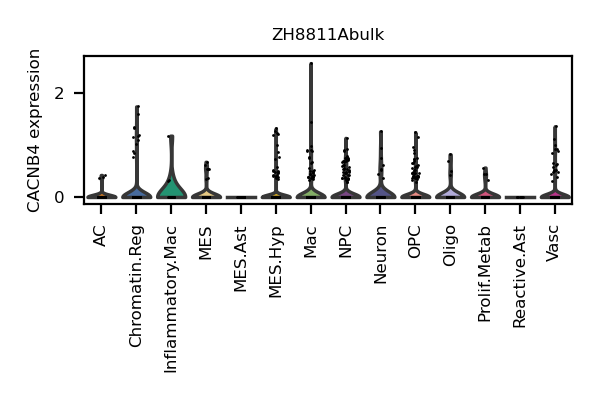 ZH8811Abulk
CACNB4 expression
2
0
AC
Chromatin.Reg
Inflammatory.Mac
MES
MES.Ast
MES.Hyp
Mac
NPC
Neuron
OPC
Oligo
Prolif.Metab
Reactive.Ast
Vasc